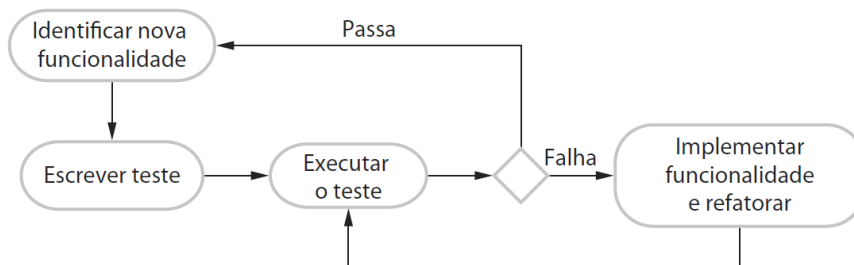 Identificar nova
funcionalidade
Passa
Escrever teste
Executar
o teste
Falha
Implementar
funcionalidade
e refatorar